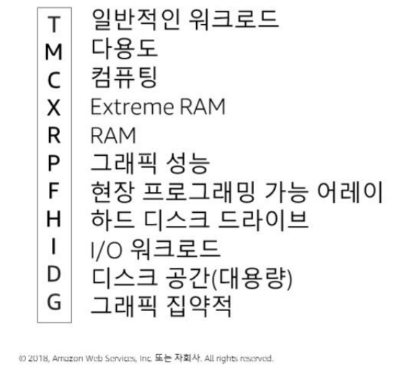 T 일반적인 워크로드
M 다용도
C 컴퓨팅
X Extreme RAM
R RAM
P 그래픽 성능
F 현장 프로그래밍 가능 어레이
H 하드 디스크 드라이브
I I/O 워크로드
D 디스크 공간(대용량)
G 그래픽 집약적
© 2018, Amazon Web Services, Inc. 또는 자회사. All rights reserved.